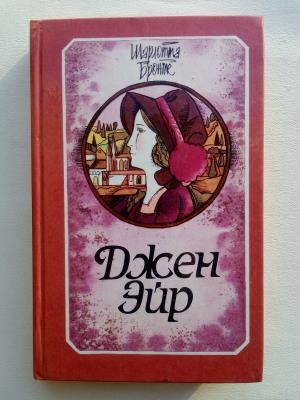 Шарлотта
Бронте
Джен
Эйр